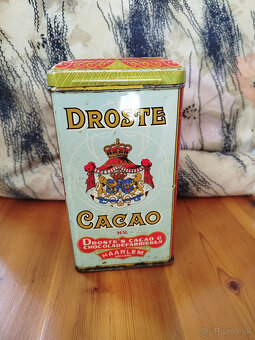 DROSTE
CACAO
N.V.
DROSTE'S CACAO &
CHOCOLADEFABRIEKEN
HAARLEM